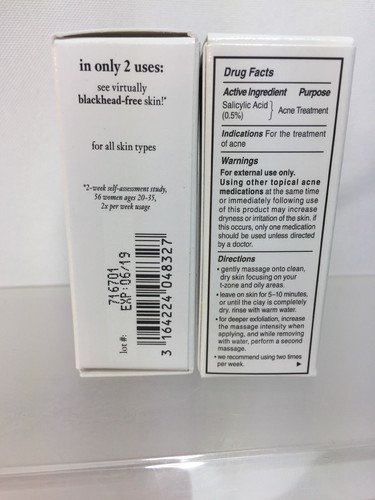 in only 2 uses:
see virtually
blackhead-free skin!*
for all skin types
*2-week self-assessment study,
56 women ages 20-35,
2x per week usage
lot #:
716701
EXP:06/19
3 164224 048327
Drug Facts
Active Ingredient Purpose
Salicylic Acid
(0.5%)
Acne Treatment
Indications For the treatment
of acne
Warnings
For external use only.
Using other topical acne
medications at the same time
or immediately following use
of this product may increase
dryness or irritation of the skin. if
this occurs, only one medication
should be used unless directed
by a doctor.
Directions
• gently massage onto clean,
dry skin focusing on your
t-zone and oily areas.
• leave on skin for 5-10 minutes,
or until the clay is completely
dry. rinse with warm water.
• for deeper exfoliation, increase
the massage intensity when
applying, and while removing
with water, perform a second
massage.
• we recommend using two times
per week.